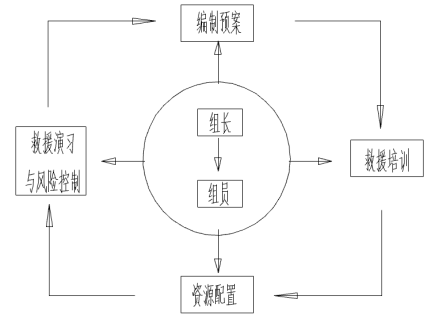 编制预案
组长
救援演习
与风险控制
救援培训
组员
资源配置